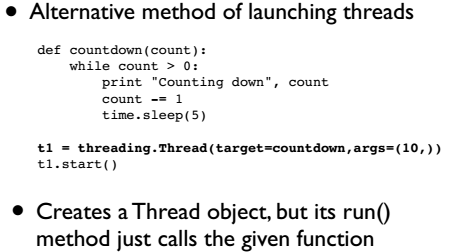 • Alternative method of launching threads
def countdown(count):
    while count > 0:
        print "Counting down", count
        count -= 1
        time.sleep(5)
t1 = threading.Thread(target=countdown,args=(10,))
t1.start()
• Creates a Thread object, but its run()
method just calls the given function